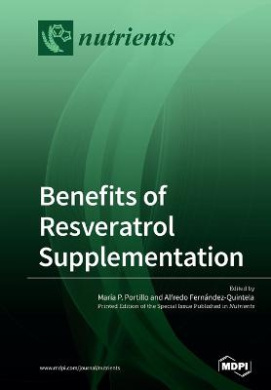 nutrients
Benefits of
Resveratrol
Supplementation
Edited by
María P. Portillo and Alfredo Fernández-Quintela
Printed Edition of the Special Issue Published in Nutrients
www.mdpi.com/journal/nutrients
MDPI